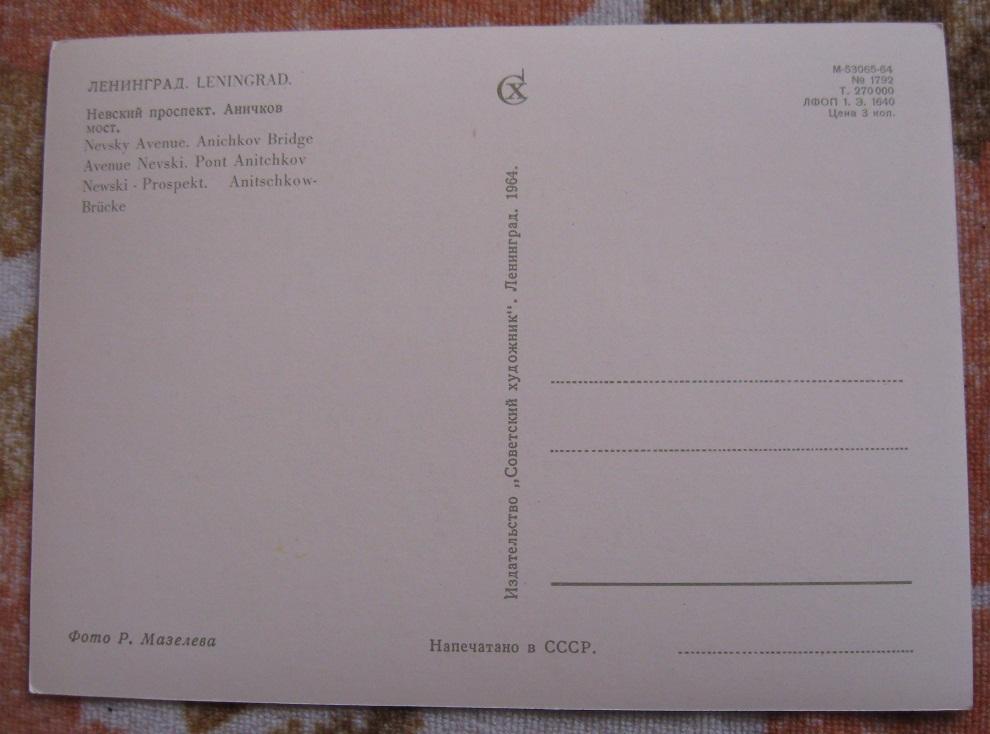 ЛЕНИНГРАД. LENINGRAD.
Невский проспект. Аничков
мост.
Nevsky Avenue. Anichkov Bridge
Avenue Nevski. Pont Anitchkov
Newski - Prospekt. Anitschkow-
Brücke
Фото Р. Мазелева
СХ
Издательство „Советский художник". Ленинград. 1964.
Напечатано в СССР.
М-53065-64
№ 1792
Т. 270 000
ЛФОП 1. Э. 1640
Цена 3 коп.